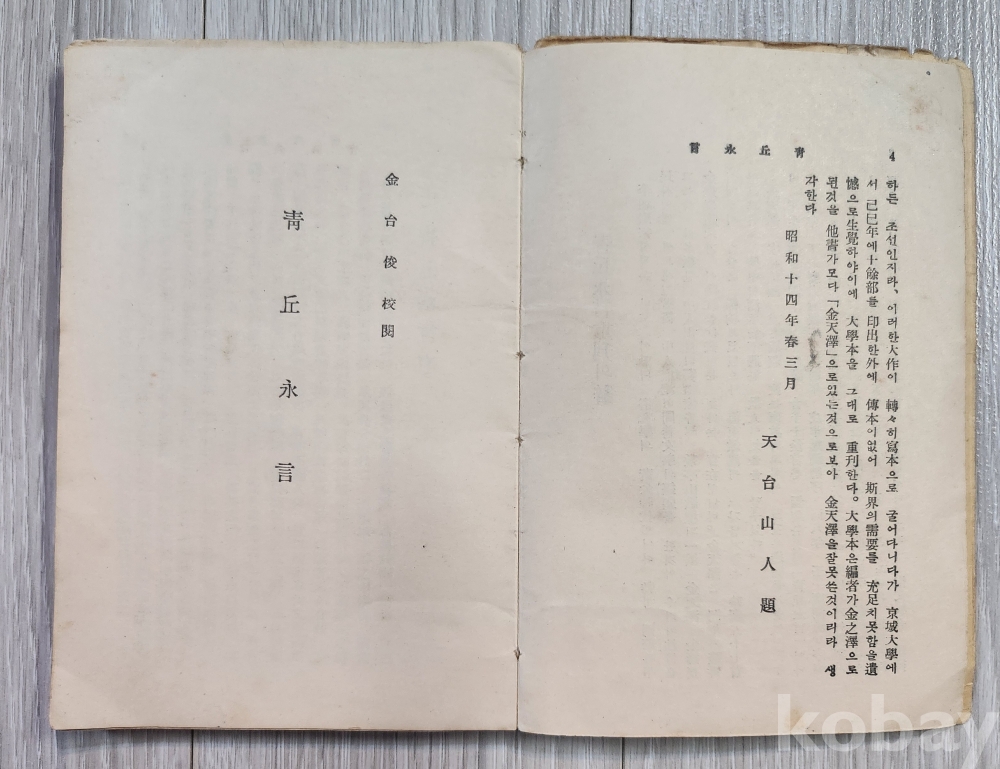 4
靑丘永言
하든 조선인지라、이러한大作이 轉々히寫本으로 굴어다니다가 京城大學에
서 己巳年에十餘部를 印出한外에 傳本이없어 斯界의需要를 充足치못함을遺
憾으로生覺하야이에 大學本을 그대로 重刊한다。大學本은編者가金之澤으로
된것을 他書가모다「金天澤」으로있는것으로보아 金天澤을잘못쓴것이리라 생
각한다
昭和十四年春三月
天台山人題
金台俊校閱
靑丘永言
kobay